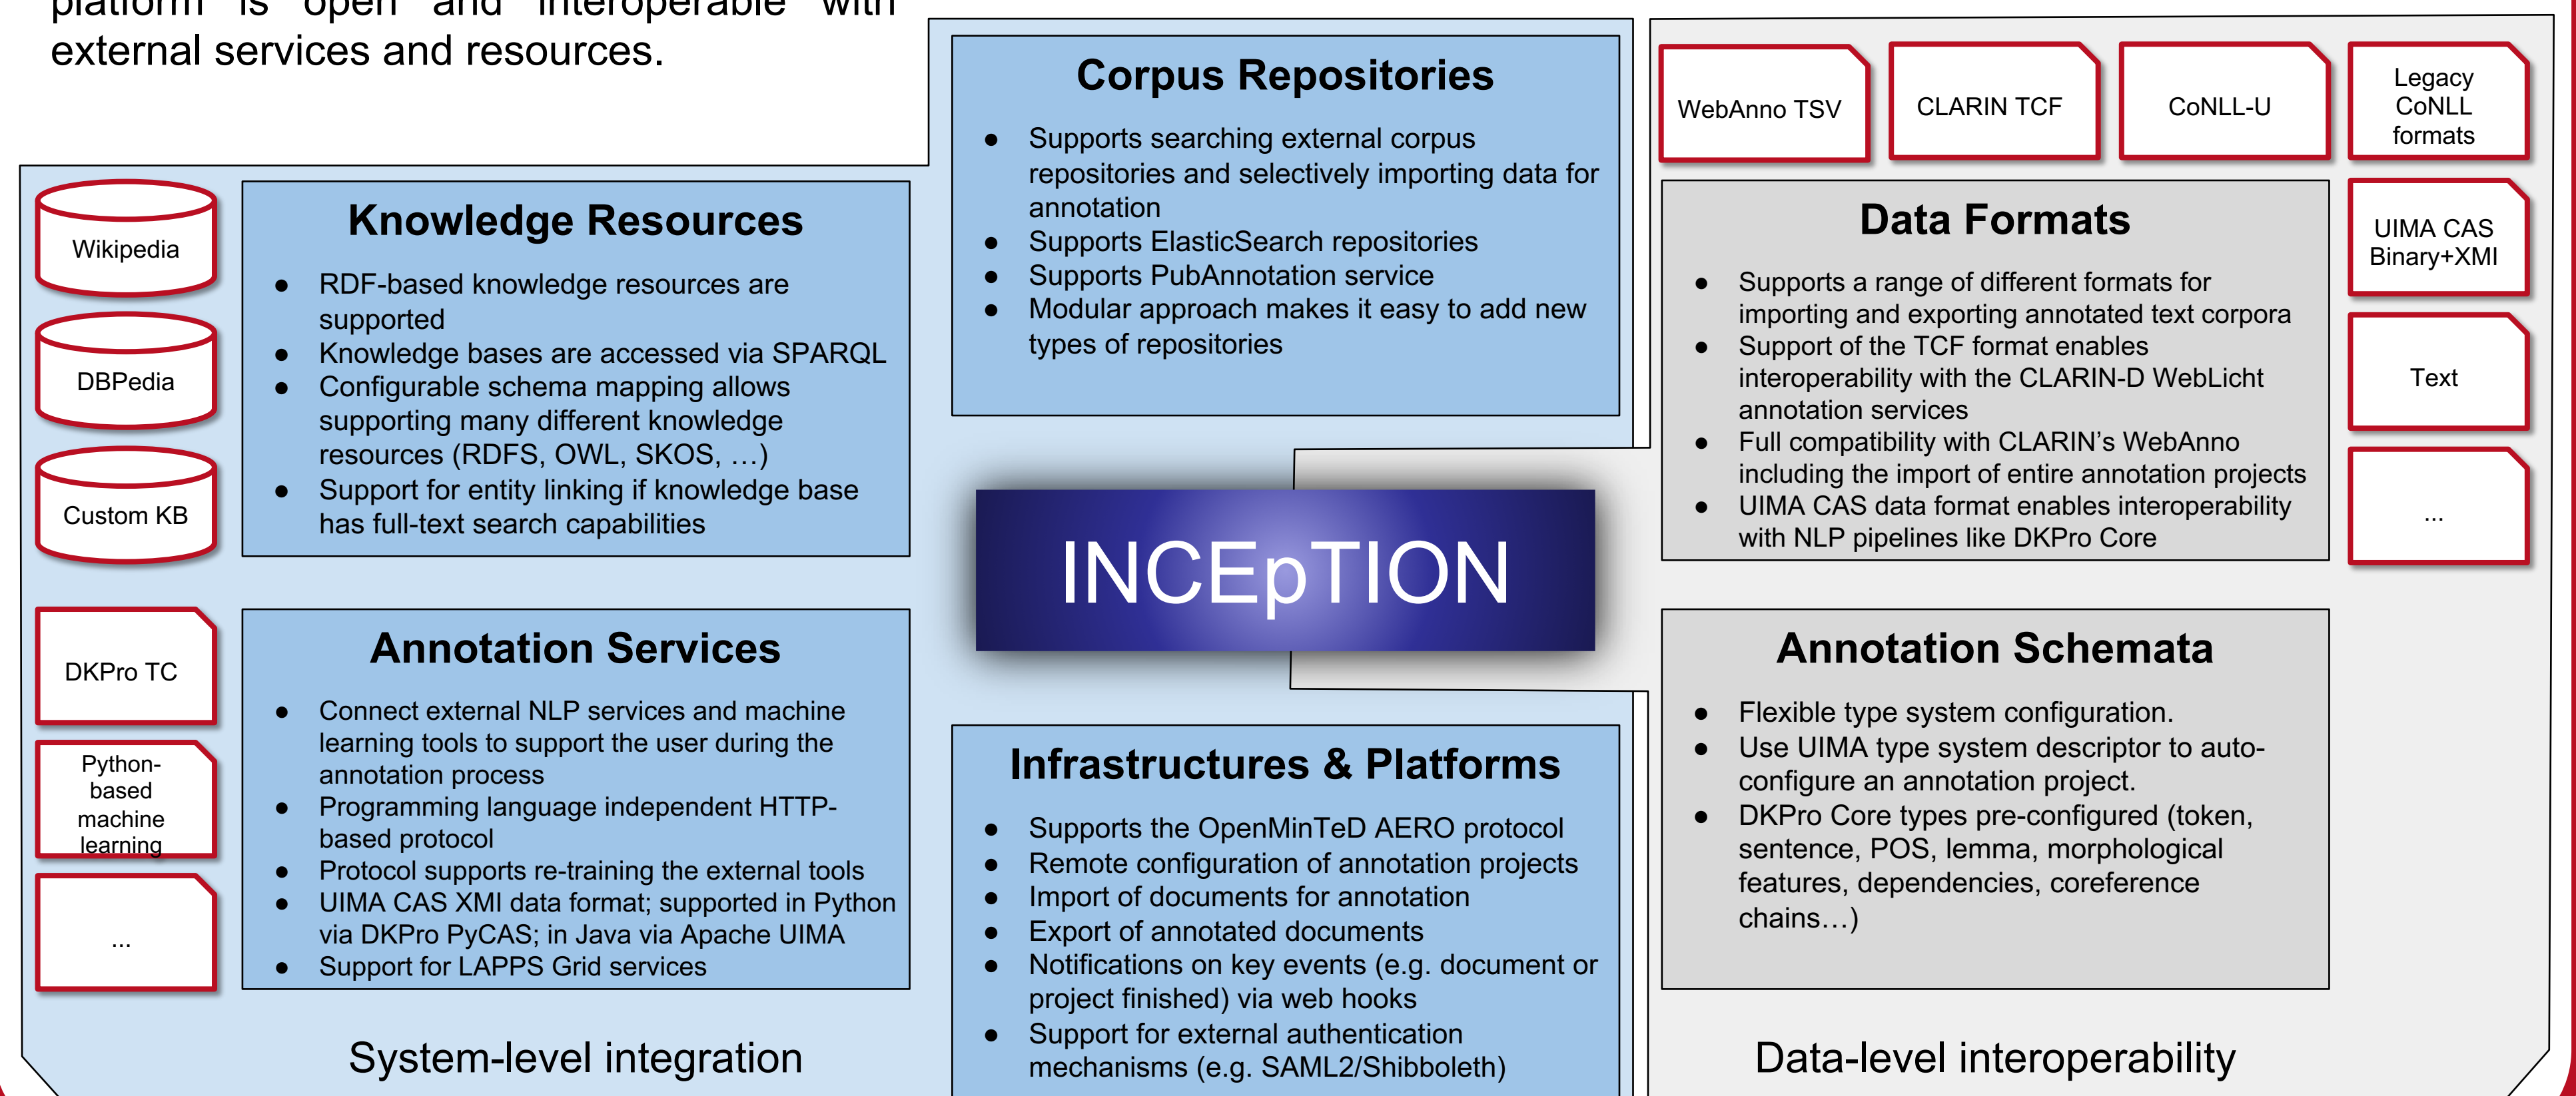 platform is open and interoperable with
external services and resources.
Corpus Repositories
● Supports searching external corpus
repositories and selectively importing data for
annotation
● Supports ElasticSearch repositories
● Supports PubAnnotation service
● Modular approach makes it easy to add new
types of repositories
WebAnno TSV
CLARIN TCF
CoNLL-U
Legacy
CoNLL
formats
Wikipedia
DBPedia
Custom KB
Knowledge Resources
● RDF-based knowledge resources are
supported
● Knowledge bases are accessed via SPARQL
● Configurable schema mapping allows
supporting many different knowledge
resources (RDFS, OWL, SKOS, …)
● Support for entity linking if knowledge base
has full-text search capabilities
Data Formats
● Supports a range of different formats for
importing and exporting annotated text corpora
● Support of the TCF format enables
interoperability with the CLARIN-D WebLicht
annotation services
● Full compatibility with CLARIN’s WebAnno
including the import of entire annotation projects
● UIMA CAS data format enables interoperability
with NLP pipelines like DKPro Core
UIMA CAS
Binary+XMI
Text
...
INCEpTION
DKPro TC
Python-
based
machine
learning
...
Annotation Services
● Connect external NLP services and machine
learning tools to support the user during the
annotation process
● Programming language independent HTTP-
based protocol
● Protocol supports re-training the external tools
● UIMA CAS XMI data format; supported in Python
via DKPro PyCAS; in Java via Apache UIMA
● Support for LAPPS Grid services
Infrastructures & Platforms
● Supports the OpenMinTeD AERO protocol
● Remote configuration of annotation projects
● Import of documents for annotation
● Export of annotated documents
● Notifications on key events (e.g. document or
project finished) via web hooks
● Support for external authentication
mechanisms (e.g. SAML2/Shibboleth)
Annotation Schemata
● Flexible type system configuration.
● Use UIMA type system descriptor to auto-
configure an annotation project.
● DKPro Core types pre-configured (token,
sentence, POS, lemma, morphological
features, dependencies, coreference
chains…)
System-level integration
Data-level interoperability